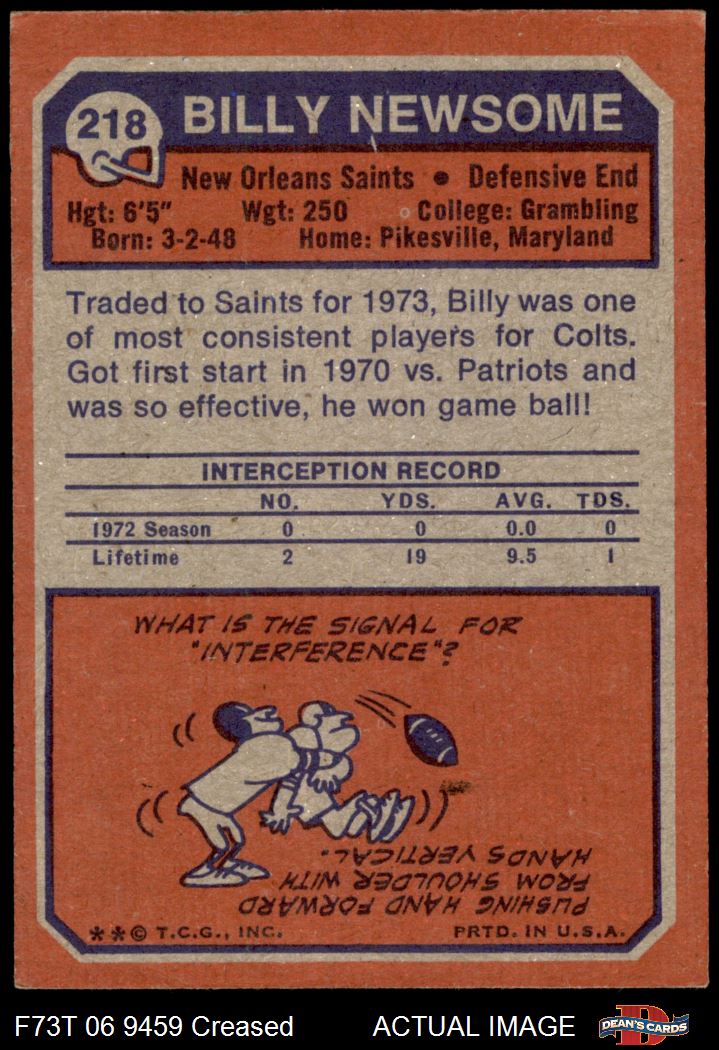 218
BILLY NEWSOME
New Orleans Saints • Defensive End
Hgt: 6'5" Wgt: 250 College: Grambling
Born: 3-2-48 Home: Pikesville, Maryland
Traded to Saints for 1973, Billy was one
of most consistent players for Colts.
Got first start in 1970 vs. Patriots and
was so effective, he won game ball!
INTERCEPTION RECORD
NO. YDS. AVG. TDS.
1972 Season 0 0 0.0 0
Lifetime 2 19 9.5 1
WHAT IS THE SIGNAL FOR
"INTERFERENCE"?
PUSHING HAND FORWARD
FROM SHOULDER WITH
HANDS VERTICAL.
**© T.C.G., INC. PRTD. IN U.S.A.
F73T 06 9459 Creased ACTUAL IMAGE
D
DEAN'S CARDS